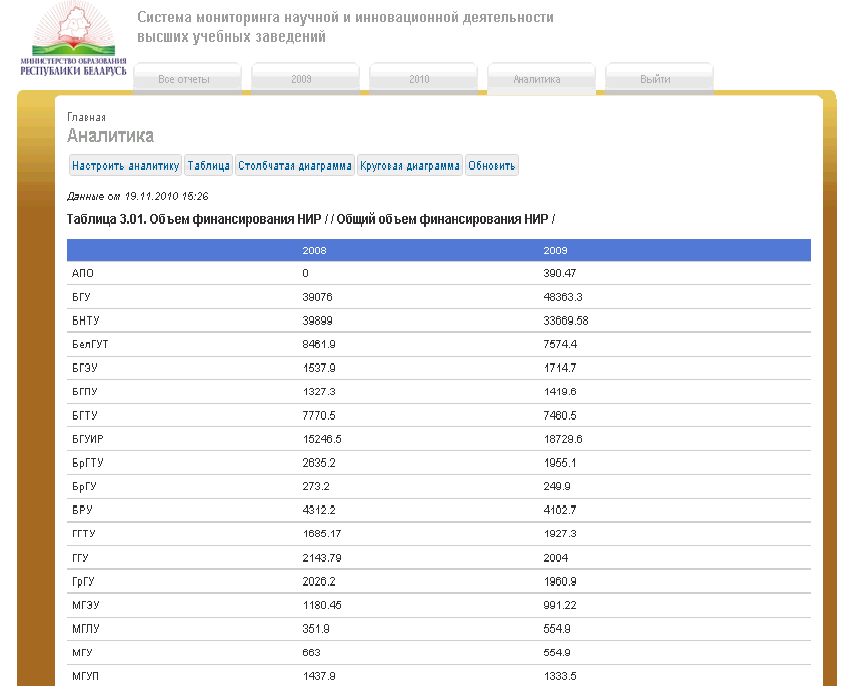 Система мониторинга научной и инновационной деятельности
высших учебных заведений
МИНИСТЕРСТВО ОБРАЗОВАНИЯ
РЕСПУБЛИКИ БЕЛАРУСЬ
Все отчеты 2009 2010 Аналитика Выйти
Главная
Аналитика
Настроить аналитику Таблица Столбчатая диаграмма Круговая диаграмма Обновить
Данные от 19.11.2010 15:26
Таблица 3.01. Объем финансирования НИР / / Общий объем финансирования НИР /
2008 2009
АПО 0 390.47
БГУ 39076 48363.3
БНТУ 39899 33669.58
БелГУТ 8461.9 7574.4
БГЭУ 1537.9 1714.7
БГПУ 1327.3 1419.6
БГТУ 7770.5 7460.5
БГУИР 15246.5 18729.6
БрГТУ 2635.2 1955.1
БрГУ 273.2 249.9
БРУ 4312.2 4102.7
ГГТУ 1685.17 1927.3
ГГУ 2143.79 2004
ГрГУ 2026.2 1960.9
МГЭУ 1180.45 991.22
МГЛУ 351.9 554.9
МГУ 663 554.9
МГУП 1437.9 1333.5